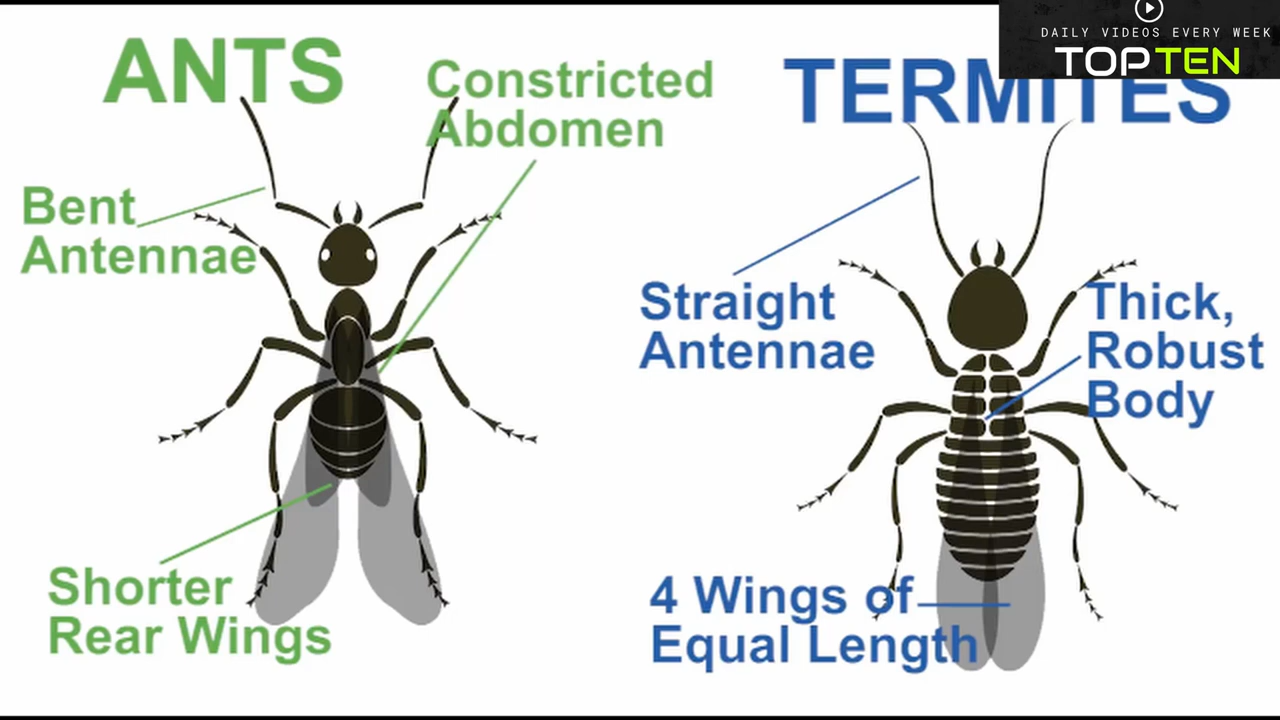 DAILY VIDEOS EVERY WEEK
TOPTEN
ANTS
Constricted
Abdomen
Bent
Antennae
Shorter
Rear Wings
TERMITES
Straight
Antennae
Thick,
Robust
Body
4 Wings of
Equal Length